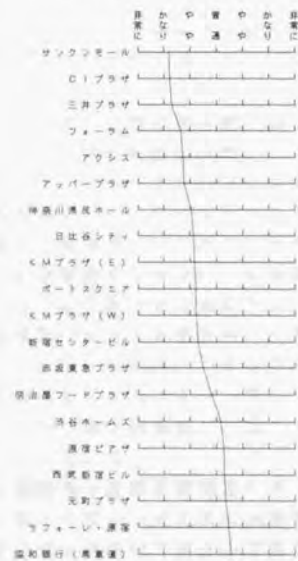 非常に かなり やや 普通 やや かなり 非常に
サンクンモール
CIプラザ
三井プラザ
フォーラム
アクシス
アッパープラザ
神奈川県民ホール
日比谷シティ
KMプラザ(E)
ポートスクエア
KMプラザ(W)
新宿センタービル
赤坂東急プラザ
明治屋フードプラザ
渋谷ホームズ
原宿ピアザ
西武新宿ビル
元町プラザ
ラフォーレ・原宿
協和銀行(馬車道)